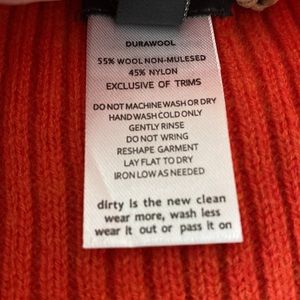 DURAWOOL
55% WOOL NON-MULESED
45% NYLON
EXCLUSIVE OF TRIMS
DO NOT MACHINE WASH OR DRY
HAND WASH COLD ONLY
GENTLY RINSE
DO NOT WRING
RESHAPE GARMENT
LAY FLAT TO DRY
IRON LOW AS NEEDED
dirty is the new clean
wear more, wash less
wear it out or pass it on